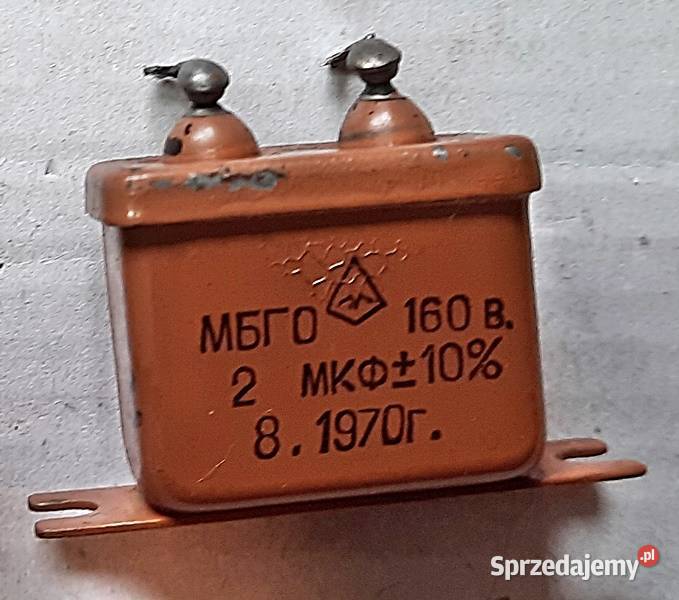 МБГО 160 в.
2 МКФ±10%
8.1970г.
Sprzedajemy.pl